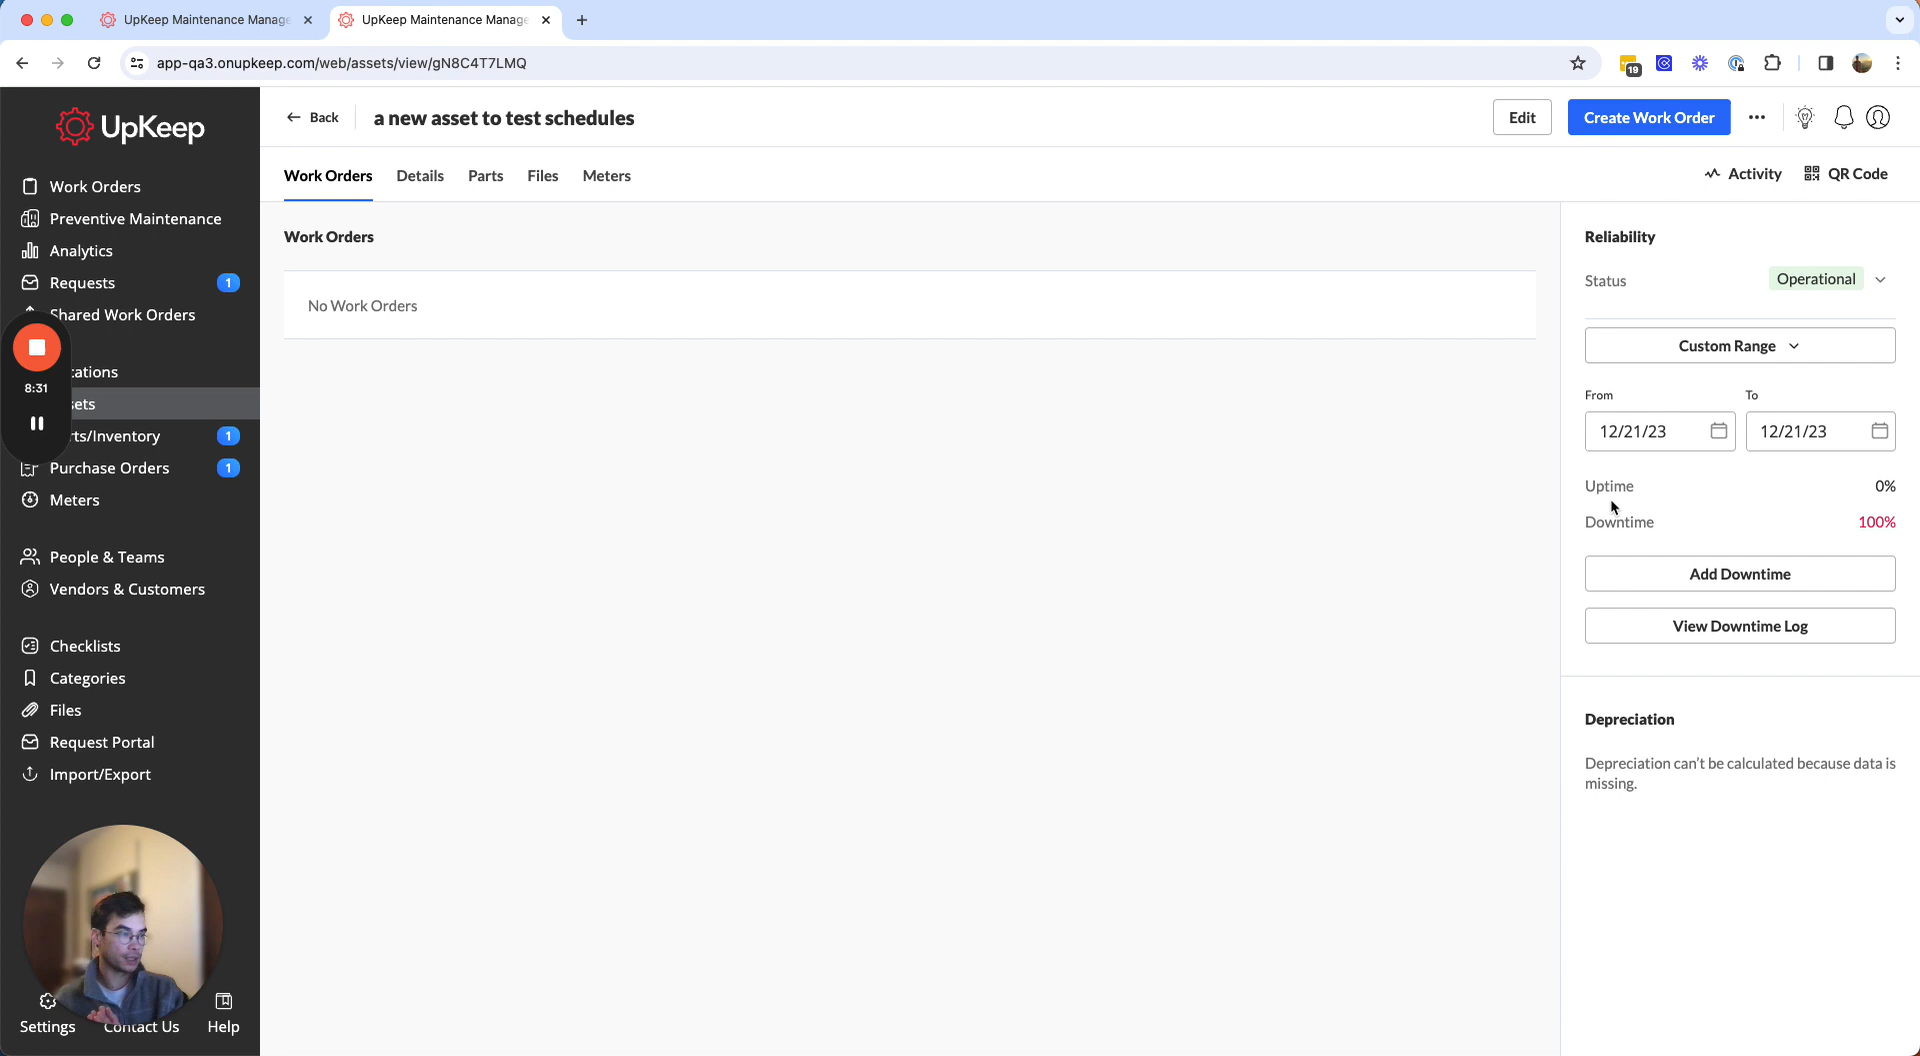 UpKeep Maintenance Manage
UpKeep Maintenance Manage
app-qa3.onupkeep.com/web/assets/view/gN8C4T7LMQ
19
UpKeep
Back
a new asset to test schedules
Edit
Create Work Order
Work Orders
Details
Parts
Files
Meters
Activity
QR Code
Work Orders
Preventive Maintenance
Analytics
Requests
1
Shared Work Orders
8:31
cations
sets
rts/Inventory
1
Purchase Orders
1
Meters
People & Teams
Vendors & Customers
Checklists
Categories
Files
Request Portal
Import/Export
Settings
Contact Us
Help
Work Orders
No Work Orders
Reliability
Status
Operational
Custom Range
From
To
12/21/23
12/21/23
Uptime
0%
Downtime
100%
Add Downtime
View Downtime Log
Depreciation
Depreciation can't be calculated because data is
missing.